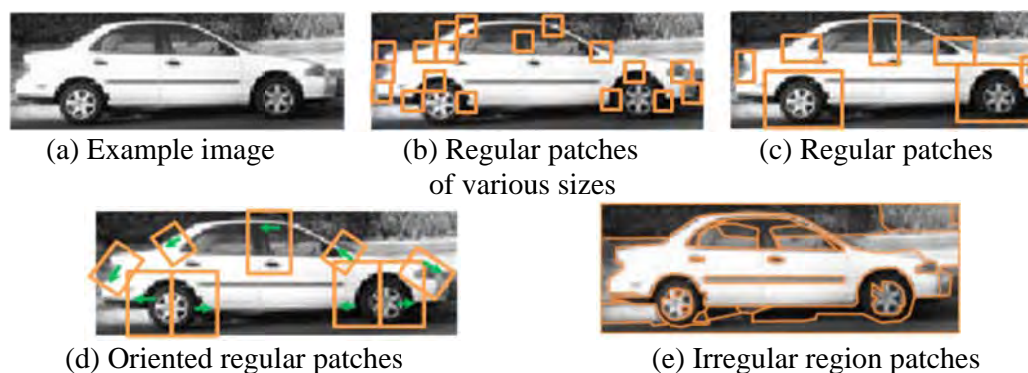 (a) Example image
(b) Regular patches
of various sizes
(c) Regular patches
(d) Oriented regular patches
(e) Irregular region patches